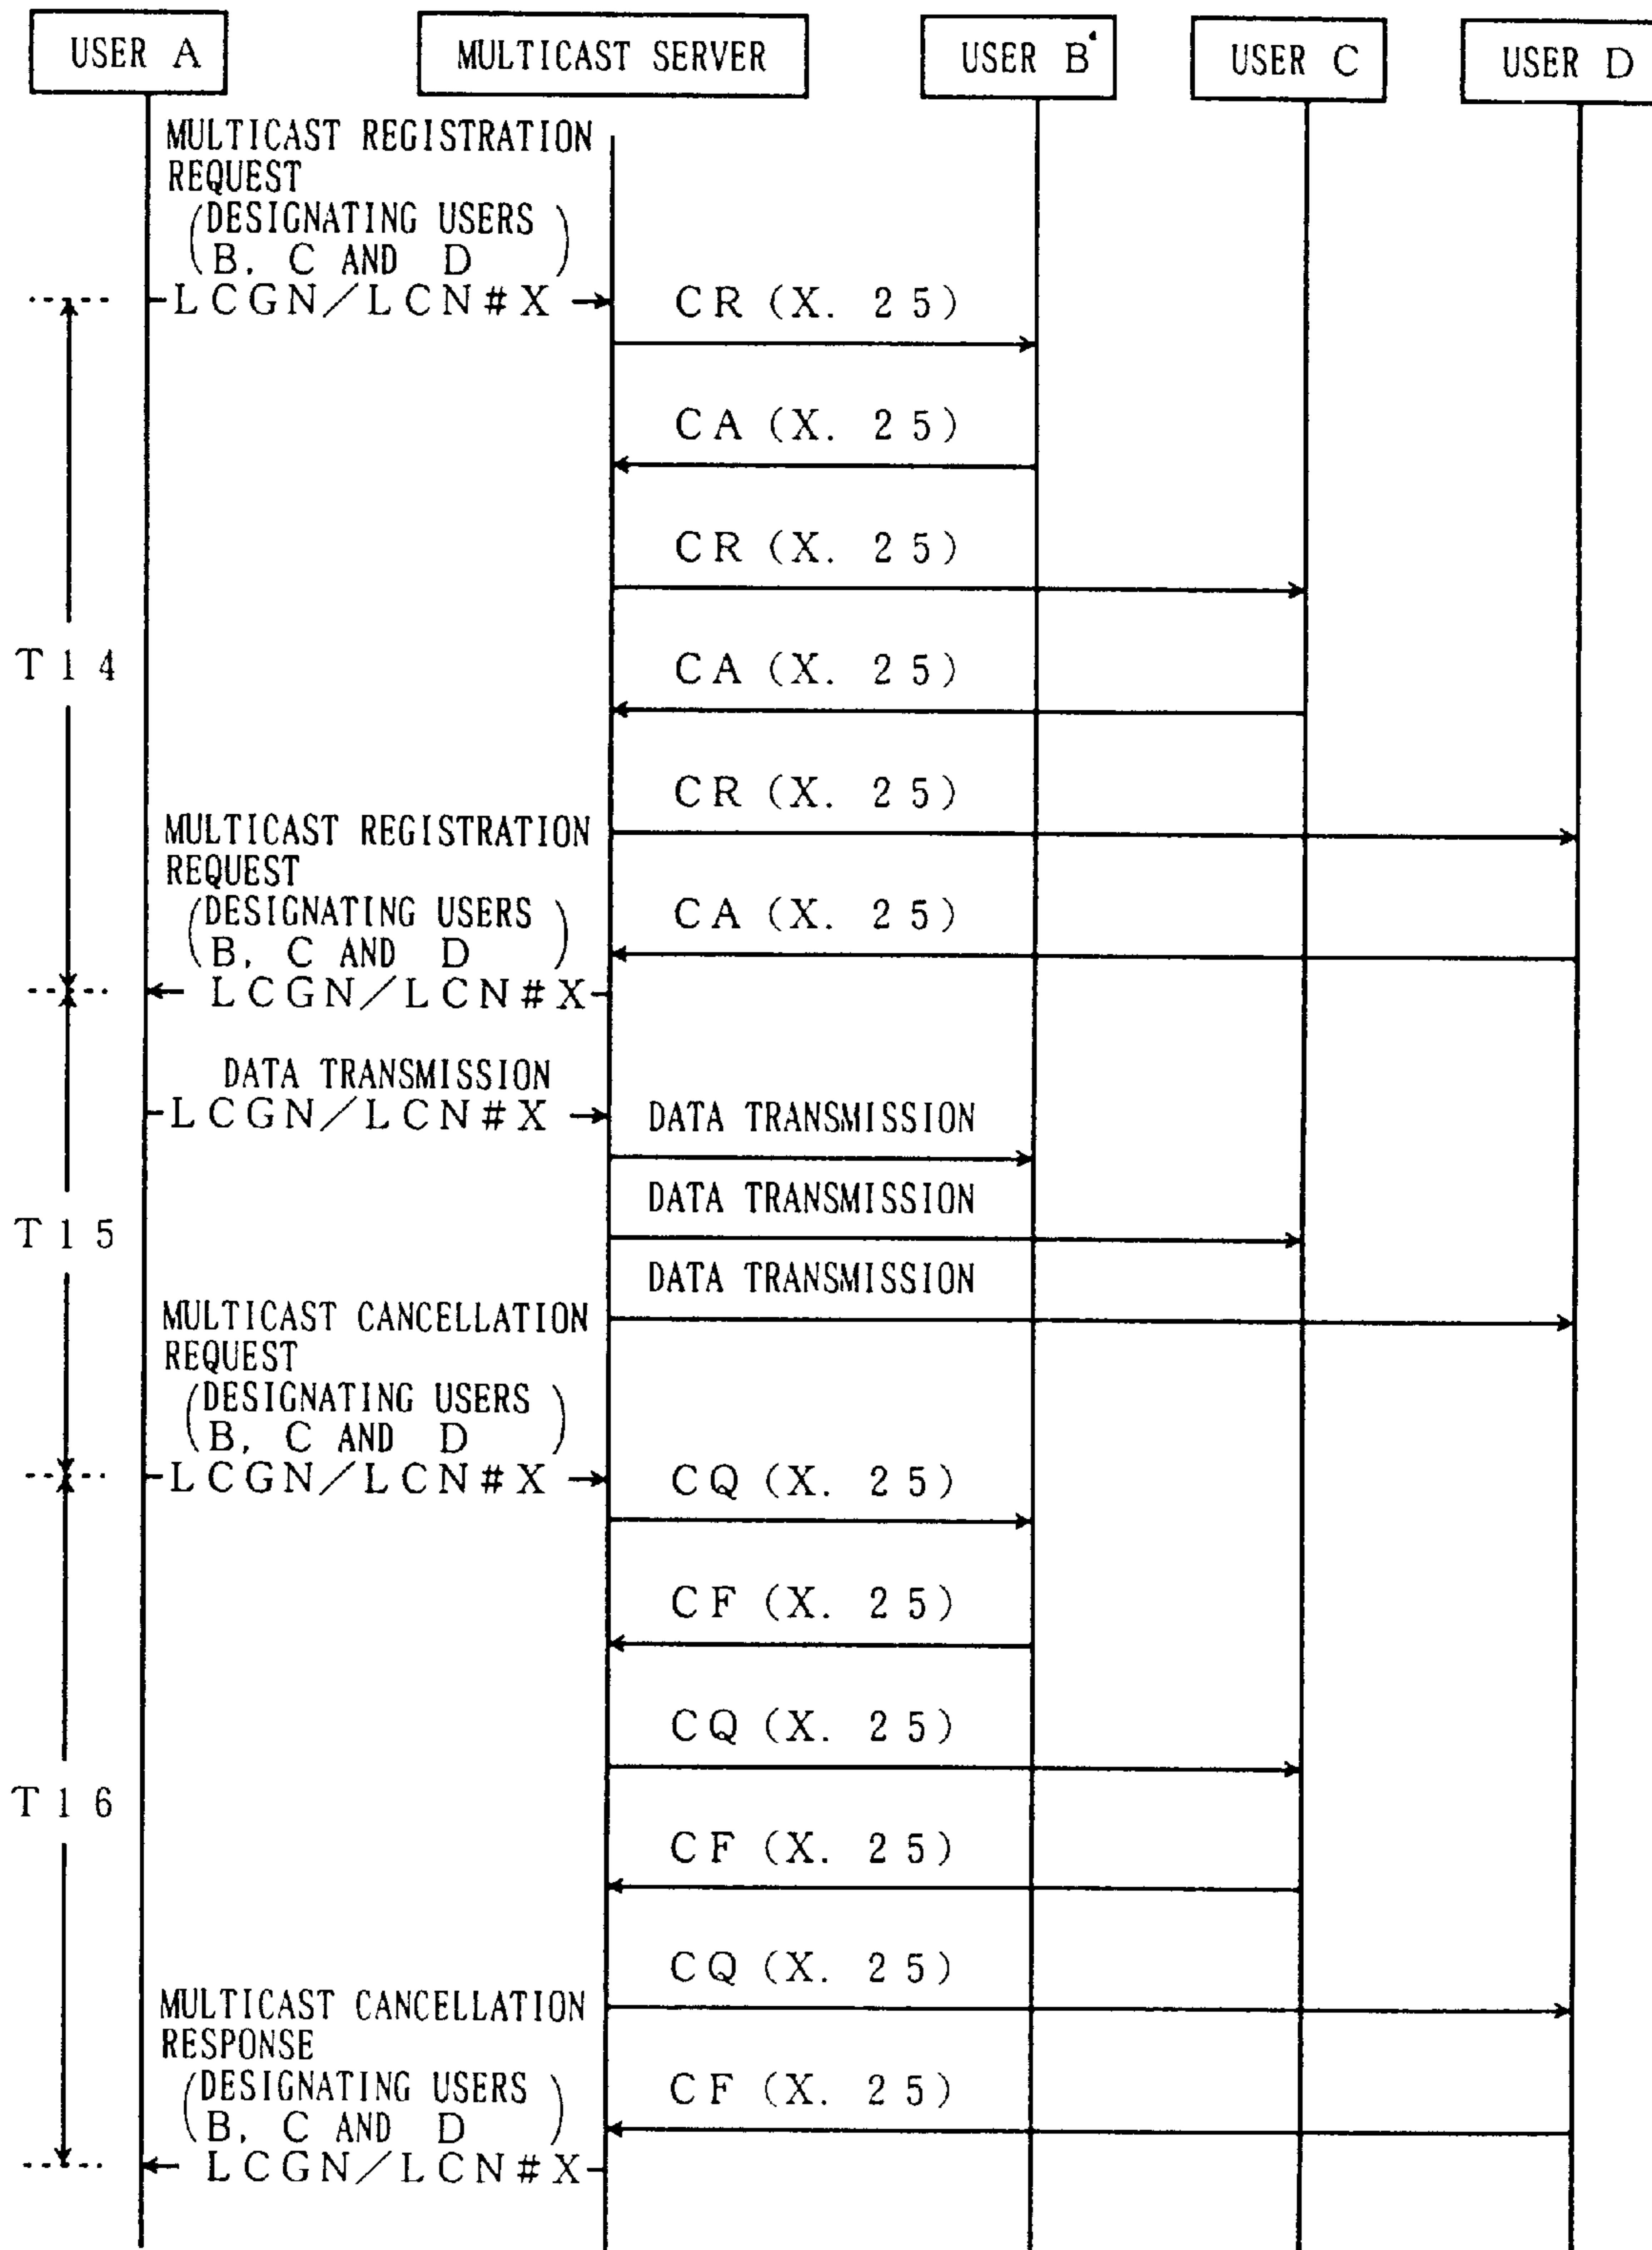 USER A
MULTICAST SERVER
USER B
USER C
USER D
MULTICAST REGISTRATION
REQUEST
(DESIGNATING USERS
B, C AND D)
LCGN/LCN#X
CR (X. 25)
CA (X. 25)
CR (X. 25)
T14
CA (X. 25)
CR (X. 25)
MULTICAST REGISTRATION
REQUEST
(DESIGNATING USERS
B, C AND D)
CA (X. 25)
LCGN/LCN#X
DATA TRANSMISSION
LCGN/LCN#X
DATA TRANSMISSION
DATA TRANSMISSION
T15
DATA TRANSMISSION
MULTICAST CANCELLATION
REQUEST
(DESIGNATING USERS
B, C AND D)
LCGN/LCN#X
CQ (X. 25)
CF (X. 25)
CQ (X. 25)
T16
CF (X. 25)
CQ (X. 25)
MULTICAST CANCELLATION
RESPONSE
(DESIGNATING USERS
B, C AND D)
CF (X. 25)
LCGN/LCN#X